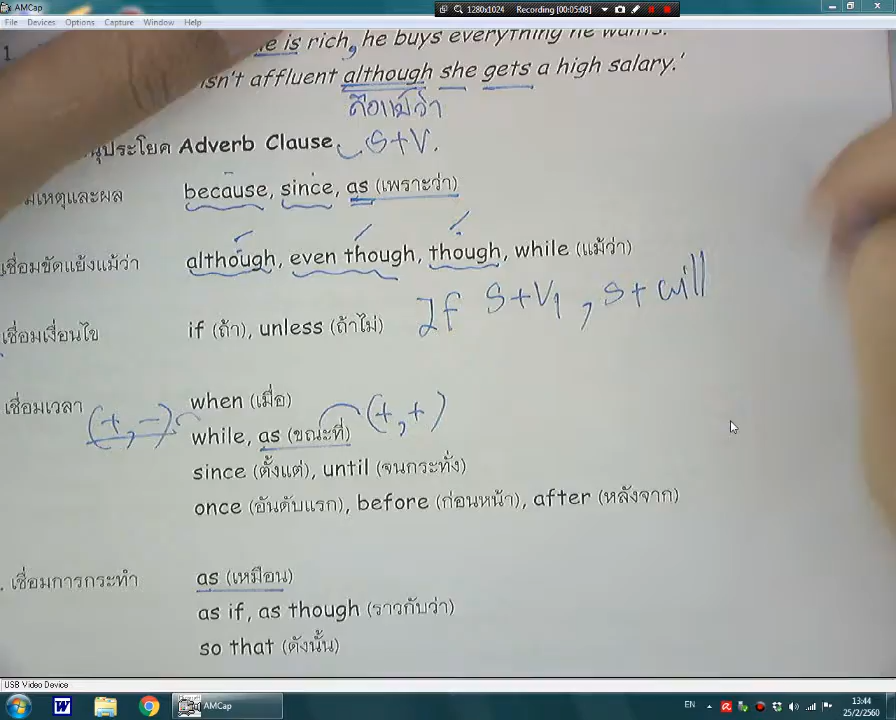 AMCap
1280x1024 Recording [00:05:08]
File Devices Options Capture Window Help
1
he is rich, he buys everything he wants.
isn't affluent although she gets a high salary.'
คือแม้ว่า
นุประโยค Adverb Clause S+V.
มเหตุและผล because, since, as (เพราะว่า)
เชื่อมขัดแย้งแม้ว่า although, even though, though, while (แม้ว่า)
If S+V1, S+ will
เชื่อมเงื่อนไข if (ถ้า), unless (ถ้าไม่)
เชื่อมเวลา when (เมื่อ)
(+,-) while, as (ขณะที่) (+,+)
since (ตั้งแต่), until (จนกระทั่ง)
once (อันดับแรก), before (ก่อนหน้า), after (หลังจาก)
. เชื่อมการกระทำ as (เหมือน)
as if, as though (ราวกับว่า)
so that (ดังนั้น)
USB Video Device
AMCap EN 13:44
25/2/2560